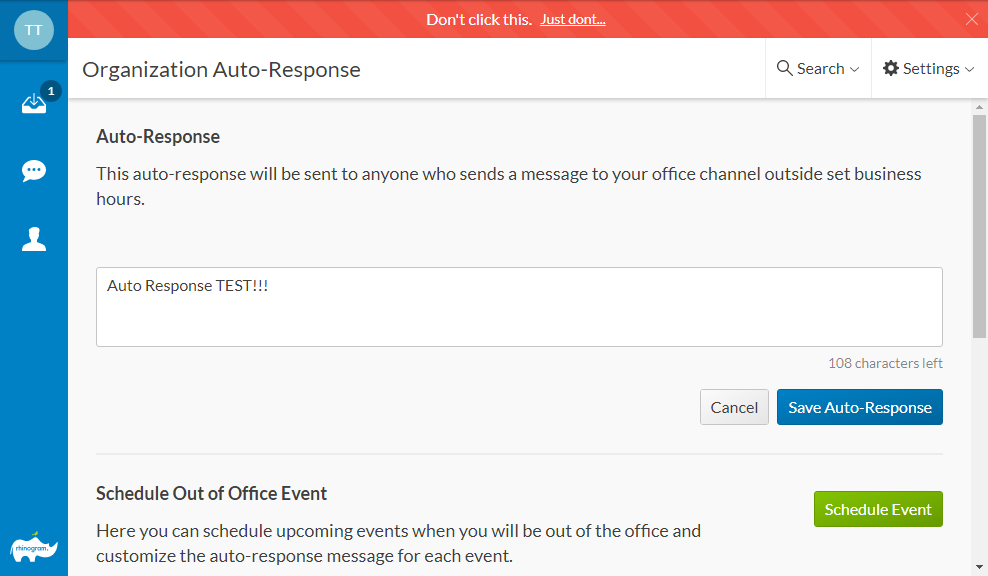 TT
Don't click this. Just dont...
Organization Auto-Response
Search
Settings
1
Auto-Response
This auto-response will be sent to anyone who sends a message to your office channel outside set business
hours.
Auto Response TEST!!!
108 characters left
Cancel
Save Auto-Response
Schedule Out of Office Event
Schedule Event
Here you can schedule upcoming events when you will be out of the office and
customize the auto-response message for each event.
rhinogram.